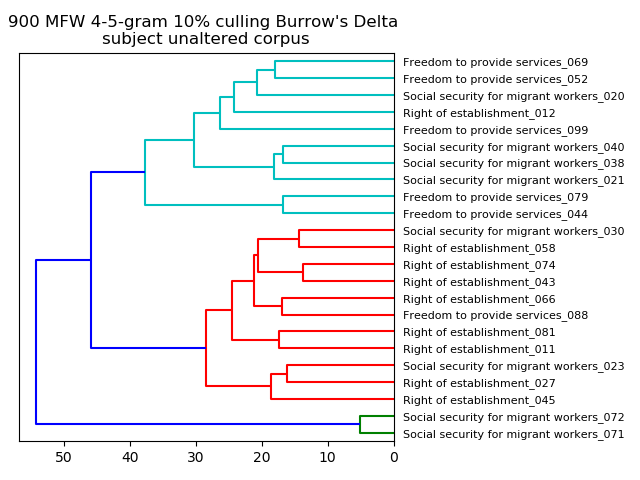 900 MFW 4-5-gram 10% culling Burrow's Delta
subject unaltered corpus
Freedom to provide services_069
Freedom to provide services_052
Social security for migrant workers_020
Right of establishment_012
Freedom to provide services_099
Social security for migrant workers_040
Social security for migrant workers_038
Social security for migrant workers_021
Freedom to provide services_079
Freedom to provide services_044
Social security for migrant workers_030
Right of establishment_058
Right of establishment_074
Right of establishment_043
Right of establishment_066
Freedom to provide services_088
Right of establishment_081
Right of establishment_011
Social security for migrant workers_023
Right of establishment_027
Right of establishment_045
Social security for migrant workers_072
Social security for migrant workers_071
50 40 30 20 10 0